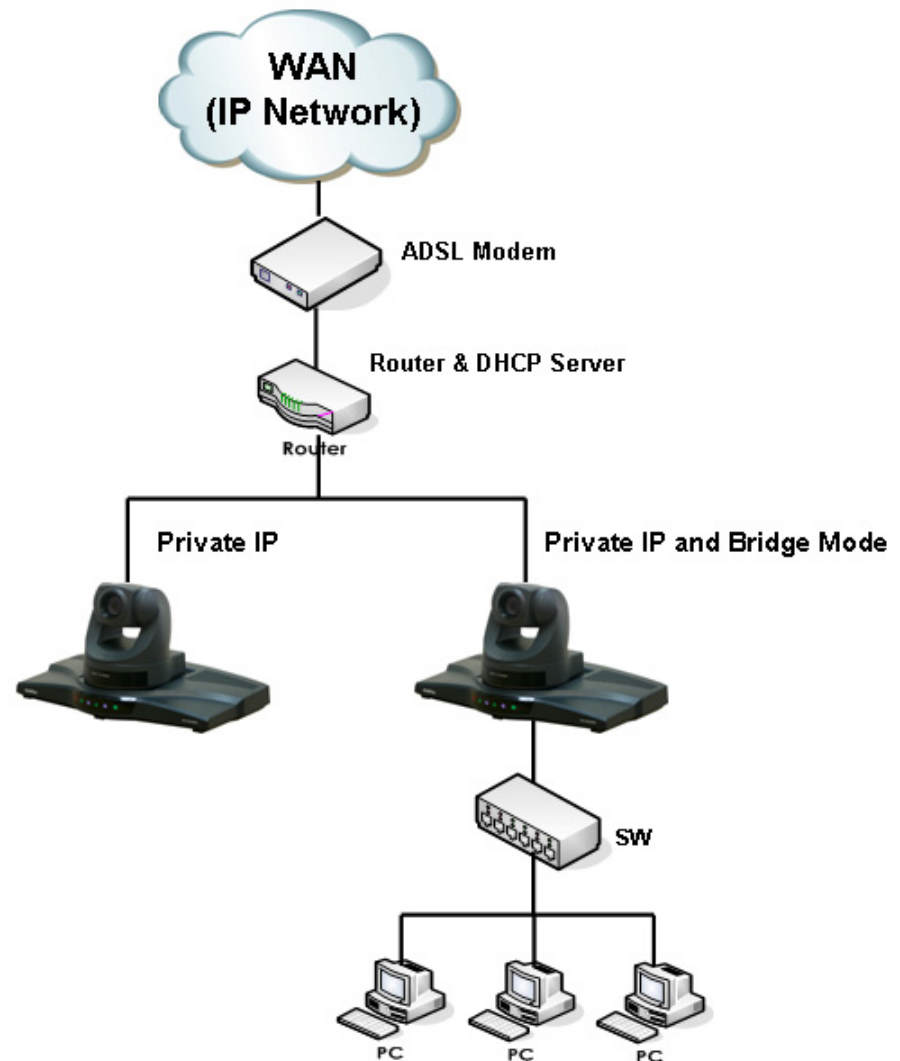 WAN
(IP Network)
ADSL Modem
Router & DHCP Server
Router
Private IP
Private IP and Bridge Mode
SW
PC
PC
PC